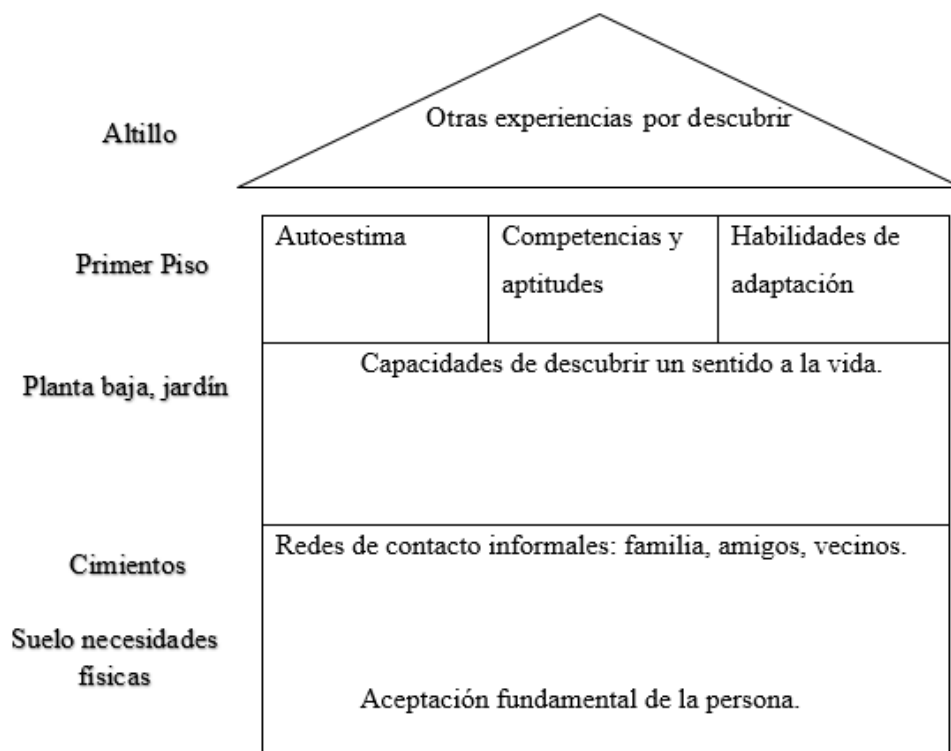 Altillo
Otras experiencias por descubrir
Primer Piso
Autoestima
Competencias y
aptitudes
Habilidades de
adaptación
Planta baja, jardín
Capacidades de descubrir un sentido a la vida.
Cimientos
Redes de contacto informales: familia, amigos, vecinos.
Suelo necesidades
físicas
Aceptación fundamental de la persona.